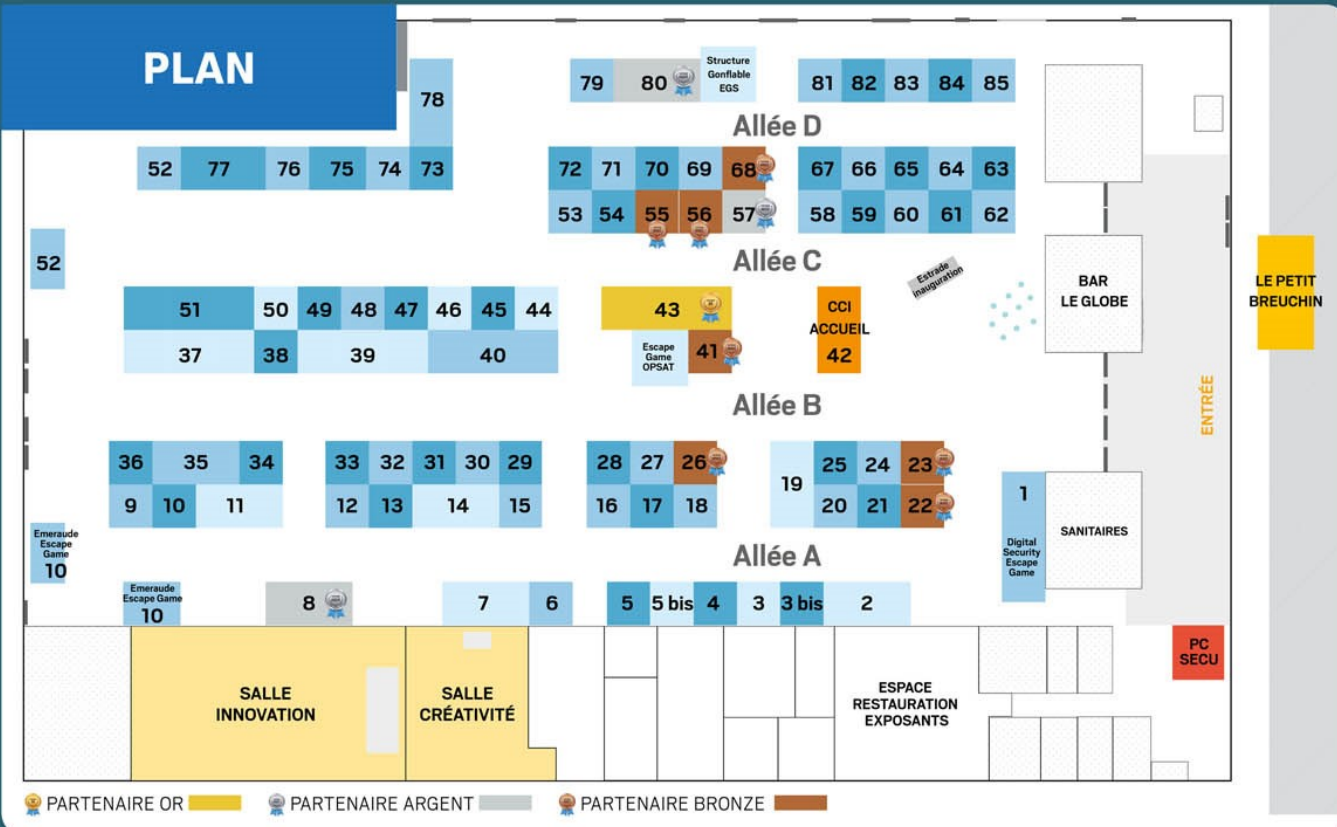 PLAN
78
79 80 Structure
Gonflable
EGS
81 82 83 84 85
Allée D
52 77 76 75 74 73
72 71 70 69 68
67 66 65 64 63
53 54 55 56 57
58 59 60 61 62
52
Allée C
Estrade
inauguration
BAR
LE GLOBE
LE PETIT
BREUCHIN
51 50 49 48 47 46 45 44
43
CCI
ACCUEIL
42
37 38 39 40
Escape
Game
OPSAT
41
Allée B
ENTRÉE
36 35 34
33 32 31 30 29
28 27 26
19
25 24 23
9 10 11
12 13 14 15
16 17 18
20 21 22
1
Digital
Security
Escape
Game
SANITAIRES
Emeraude
Escape
Game
10
Allée A
Emeraude
Escape Game
10
8
7 6
5 5 bis 4 3 3 bis 2
PC
SECU
SALLE
INNOVATION
SALLE
CRÉATIVITÉ
ESPACE
RESTAURATION
EXPOSANTS
PARTENAIRE OR PARTENAIRE ARGENT PARTENAIRE BRONZE